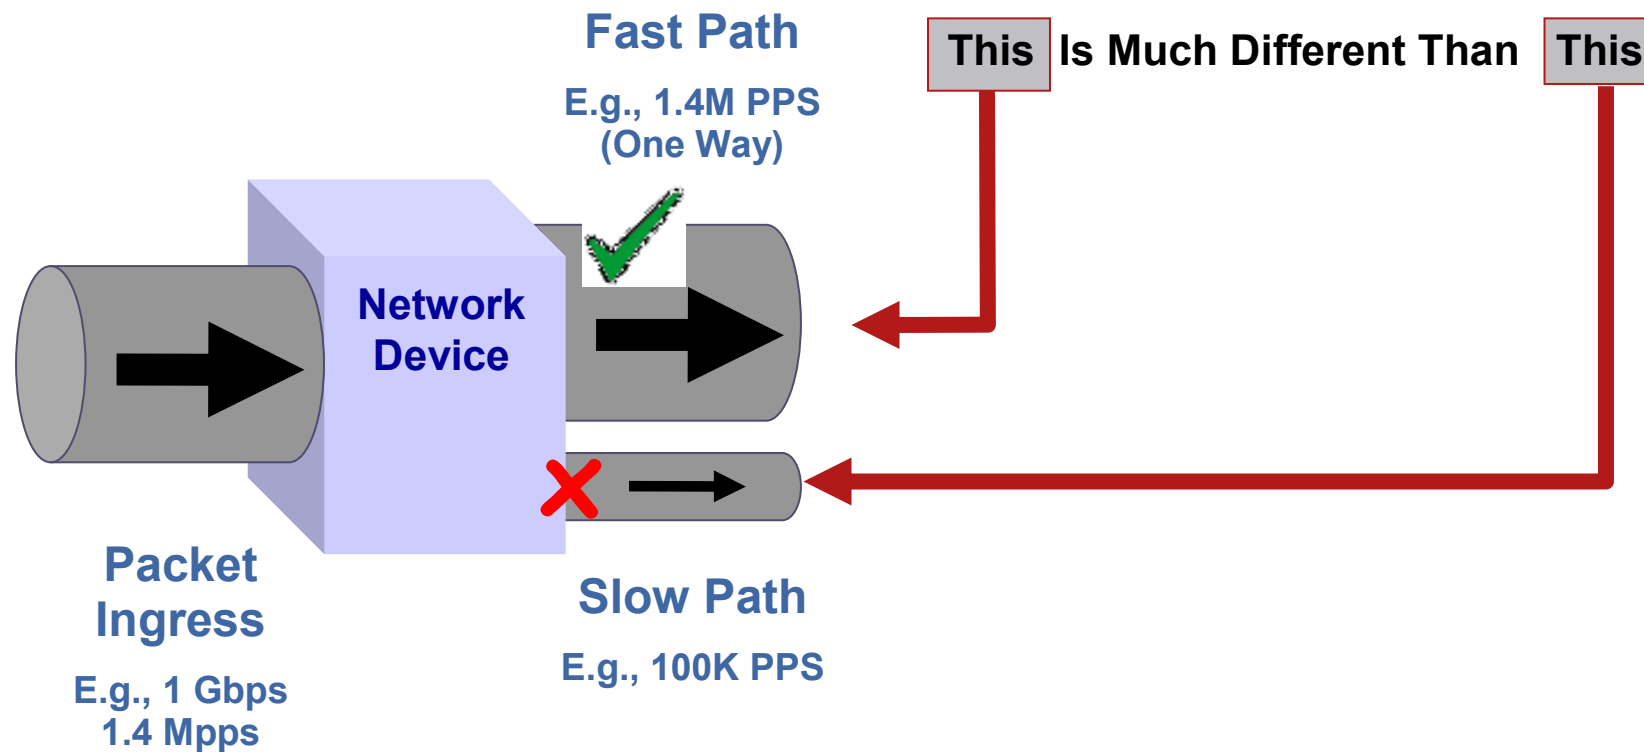 Fast Path
E.g., 1.4M PPS
(One Way)
This Is Much Different Than This
Network
Device
Packet
Ingress
E.g., 1 Gbps
1.4 Mpps
Slow Path
E.g., 100K PPS